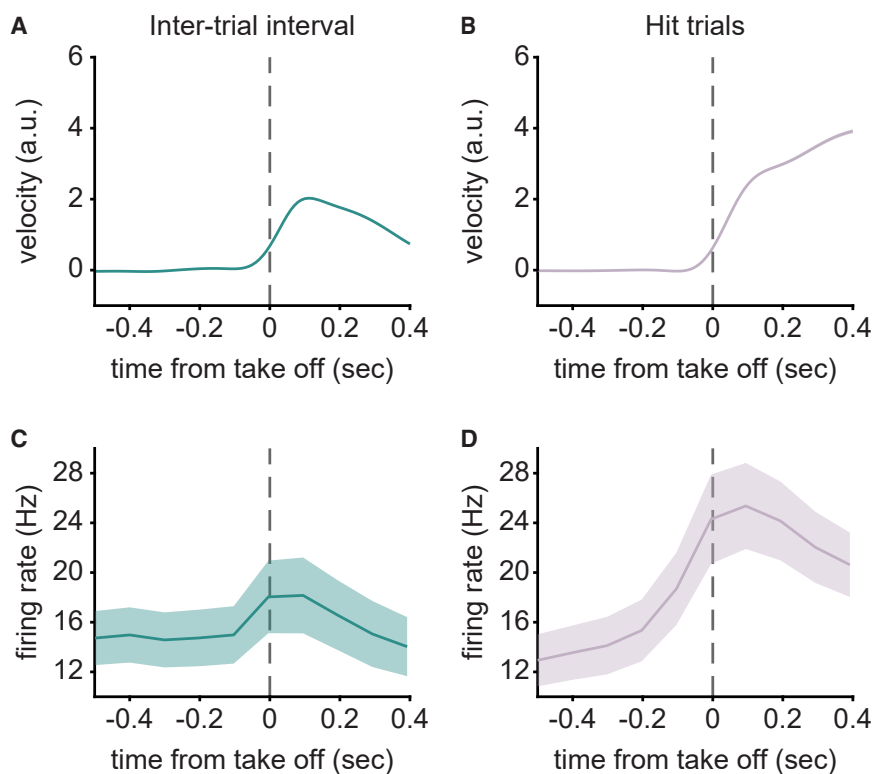 A
Inter-trial interval
velocity (a.u.)
6
4
2
0
-0.4
-0.2
0
0.2
0.4
time from take off (sec)
B
Hit trials
velocity (a.u.)
6
4
2
0
-0.4
-0.2
0
0.2
0.4
time from take off (sec)
C
firing rate (Hz)
28
24
20
16
12
-0.4
-0.2
0
0.2
0.4
time from take off (sec)
D
firing rate (Hz)
28
24
20
16
12
-0.4
-0.2
0
0.2
0.4
time from take off (sec)